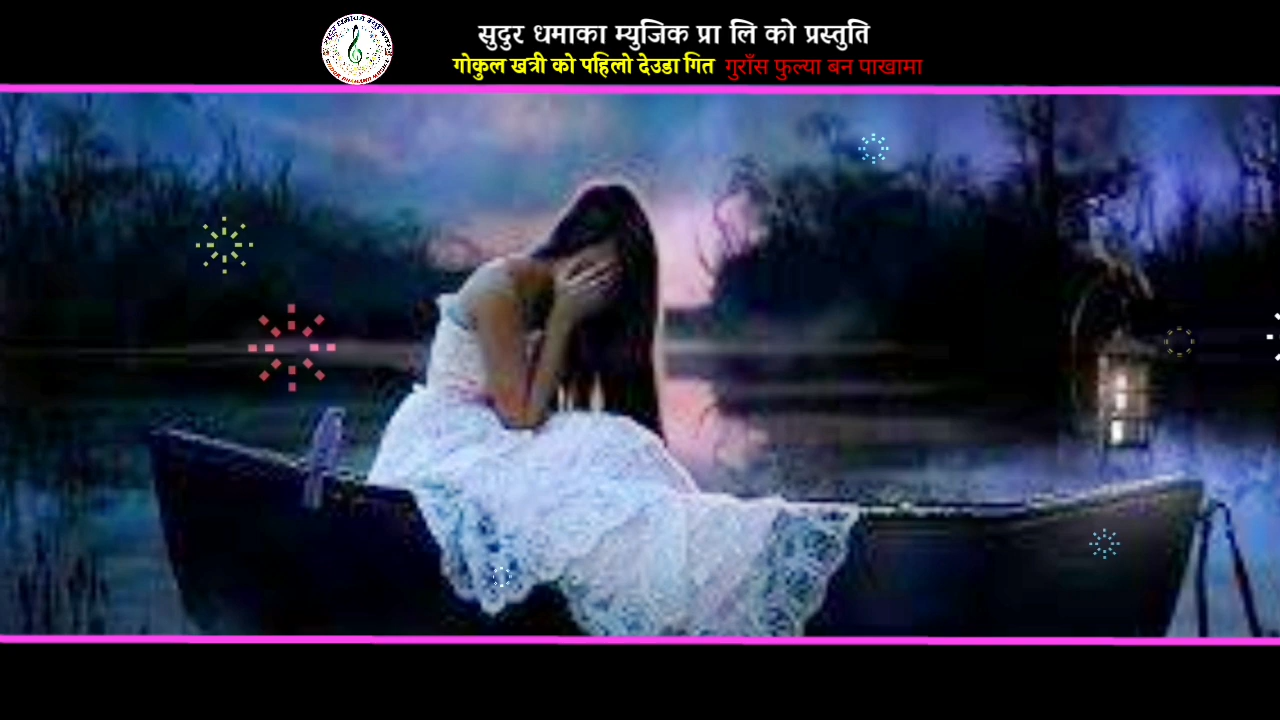 सुदुर धमाका म्युजिक प्रा लि को प्रस्तुति
गोकुल खत्री को पहिलो देउडा गित गुराँस फुल्या बन पाखामा